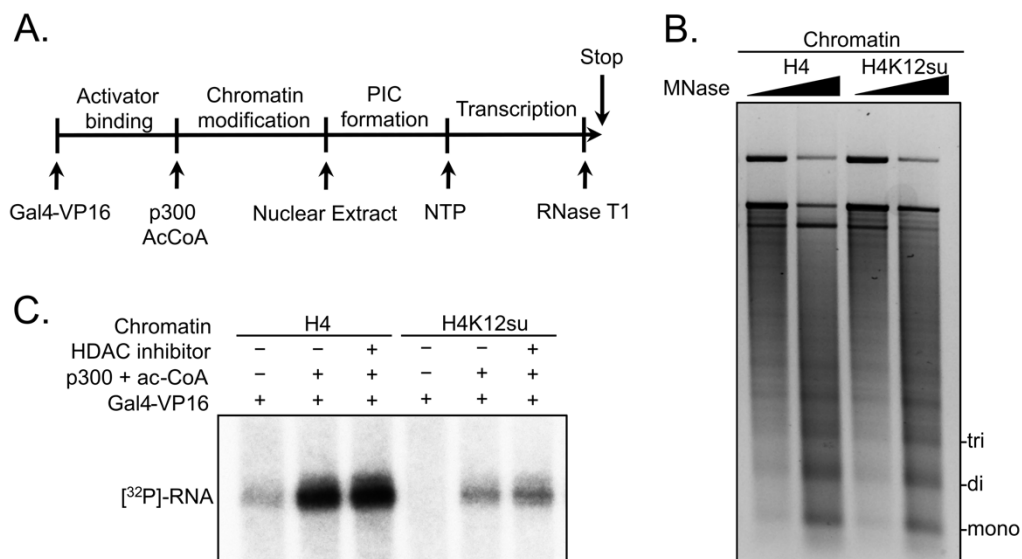 A.
Stop
Activator binding
Chromatin modification
PIC formation
Transcription
Gal4-VP16
p300 AcCoA
Nuclear Extract
NTP
RNase T1
B.
Chromatin
H4 H4K12su
MNase
tri
di
mono
C.
Chromatin H4 H4K12su
HDAC inhibitor − − + − − +
p300 + ac-CoA − + + − + +
Gal4-VP16 + + + + + +
[³²P]-RNA